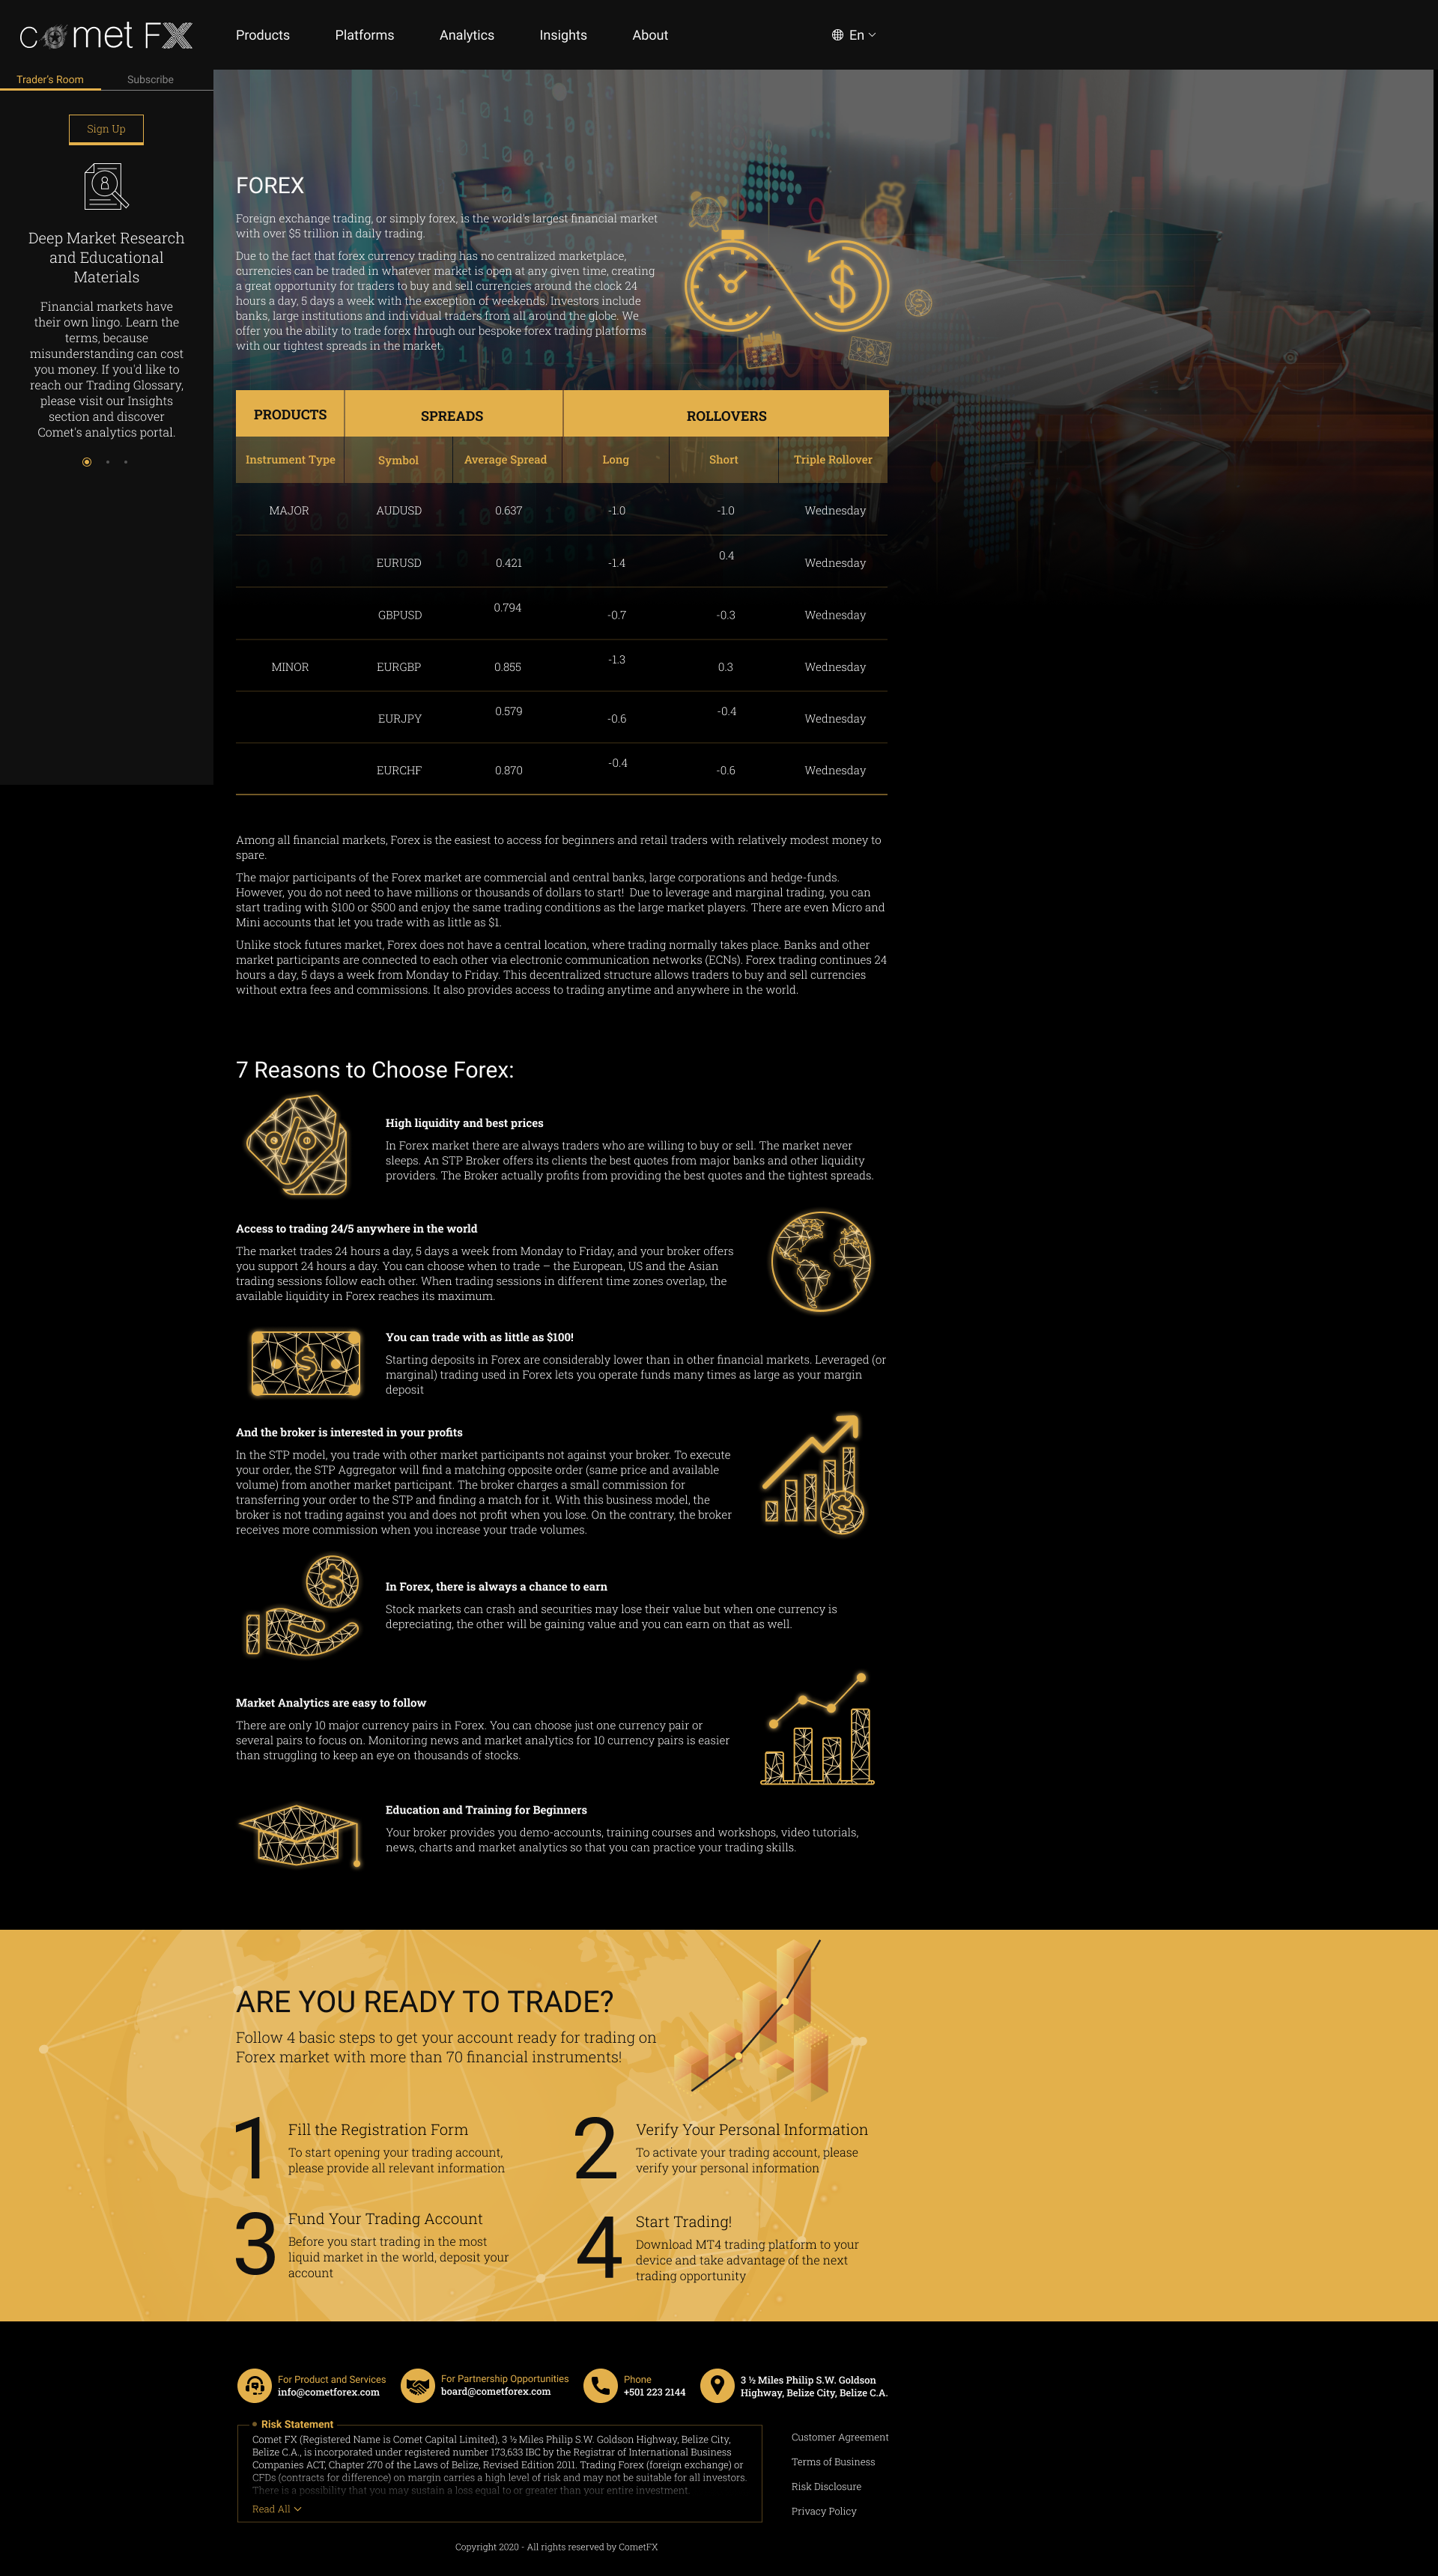 comet FX
Products Platforms Analytics Insights About En
Trader's Room Subscribe
Sign Up
Deep Market Research
and Educational
Materials
Financial markets have
their own lingo. Learn the
terms, because
misunderstanding can cost
you money. If you'd like to
reach our Trading Glossary,
please visit our Insights
section and discover
Comet's analytics portal.
FOREX
Foreign exchange trading, or simply forex, is the world's largest financial market
with over $5 trillion in daily trading.
Due to the fact that forex currency trading has no centralized marketplace,
currencies can be traded in whatever market is open at any given time, creating
a great opportunity for traders to buy and sell currencies around the clock 24
hours a day, 5 days a week with the exception of weekends. Investors include
banks, large institutions and individual traders from all around the globe. We
offer you the ability to trade forex through our bespoke forex trading platforms
with our tightest spreads in the market.
PRODUCTS SPREADS ROLLOVERS
Instrument Type Symbol Average Spread Long Short Triple Rollover
MAJOR AUDUSD 0.637 -1.0 -1.0 Wednesday
EURUSD 0.421 -1.4 0.4 Wednesday
GBPUSD 0.794 -0.7 -0.3 Wednesday
MINOR EURGBP 0.855 -1.3 0.3 Wednesday
EURJPY 0.579 -0.6 -0.4 Wednesday
EURCHF 0.870 -0.4 -0.6 Wednesday
Among all financial markets, Forex is the easiest to access for beginners and retail traders with relatively modest money to
spare.
The major participants of the Forex market are commercial and central banks, large corporations and hedge-funds.
However, you do not need to have millions or thousands of dollars to start! Due to leverage and marginal trading, you can
start trading with $100 or $500 and enjoy the same trading conditions as the large market players. There are even Micro and
Mini accounts that let you trade with as little as $1.
Unlike stock futures market, Forex does not have a central location, where trading normally takes place. Banks and other
market participants are connected to each other via electronic communication networks (ECNs). Forex trading continues 24
hours a day, 5 days a week from Monday to Friday. This decentralized structure allows traders to buy and sell currencies
without extra fees and commissions. It also provides access to trading anytime and anywhere in the world.
7 Reasons to Choose Forex:
High liquidity and best prices
In Forex market there are always traders who are willing to buy or sell. The market never
sleeps. An STP Broker offers its clients the best quotes from major banks and other liquidity
providers. The Broker actually profits from providing the best quotes and the tightest spreads.
Access to trading 24/5 anywhere in the world
The market trades 24 hours a day, 5 days a week from Monday to Friday, and your broker offers
you support 24 hours a day. You can choose when to trade – the European, US and the Asian
trading sessions follow each other. When trading sessions in different time zones overlap, the
available liquidity in Forex reaches its maximum.
You can trade with as little as $100!
Starting deposits in Forex are considerably lower than in other financial markets. Leveraged (or
marginal) trading used in Forex lets you operate funds many times as large as your margin
deposit
And the broker is interested in your profits
In the STP model, you trade with other market participants not against your broker. To execute
your order, the STP Aggregator will find a matching opposite order (same price and available
volume) from another market participant. The broker charges a small commission for
transferring your order to the STP and finding a match for it. With this business model, the
broker is not trading against you and does not profit when you lose. On the contrary, the broker
receives more commission when you increase your trade volumes.
In Forex, there is always a chance to earn
Stock markets can crash and securities may lose their value but when one currency is
depreciating, the other will be gaining value and you can earn on that as well.
Market Analytics are easy to follow
There are only 10 major currency pairs in Forex. You can choose just one currency pair or
several pairs to focus on. Monitoring news and market analytics for 10 currency pairs is easier
than struggling to keep an eye on thousands of stocks.
Education and Training for Beginners
Your broker provides you demo-accounts, training courses and workshops, video tutorials,
news, charts and market analytics so that you can practice your trading skills.
ARE YOU READY TO TRADE?
Follow 4 basic steps to get your account ready for trading on
Forex market with more than 70 financial instruments!
1 Fill the Registration Form
To start opening your trading account,
please provide all relevant information
2 Verify Your Personal Information
To activate your trading account, please
verify your personal information
3 Fund Your Trading Account
Before you start trading in the most
liquid market in the world, deposit your
account
4 Start Trading!
Download MT4 trading platform to your
device and take advantage of the next
trading opportunity
For Product and Services
info@cometforex.com
For Partnership Opportunities
board@cometforex.com
Phone
+501 223 2144
3 ½ Miles Philip S.W. Goldson
Highway, Belize City, Belize C.A.
Risk Statement
Comet FX (Registered Name is Comet Capital Limited), 3 ½ Miles Philip S.W. Goldson Highway, Belize City,
Belize C.A., is incorporated under registered number 173,633 IBC by the Registrar of International Business
Companies ACT, Chapter 270 of the Laws of Belize, Revised Edition 2011. Trading Forex (foreign exchange) or
CFDs (contracts for difference) on margin carries a high level of risk and may not be suitable for all investors.
There is a possibility that you may sustain a loss equal to or greater than your entire investment.
Read All
Customer Agreement
Terms of Business
Risk Disclosure
Privacy Policy
Copyright 2020 - All rights reserved by CometFX